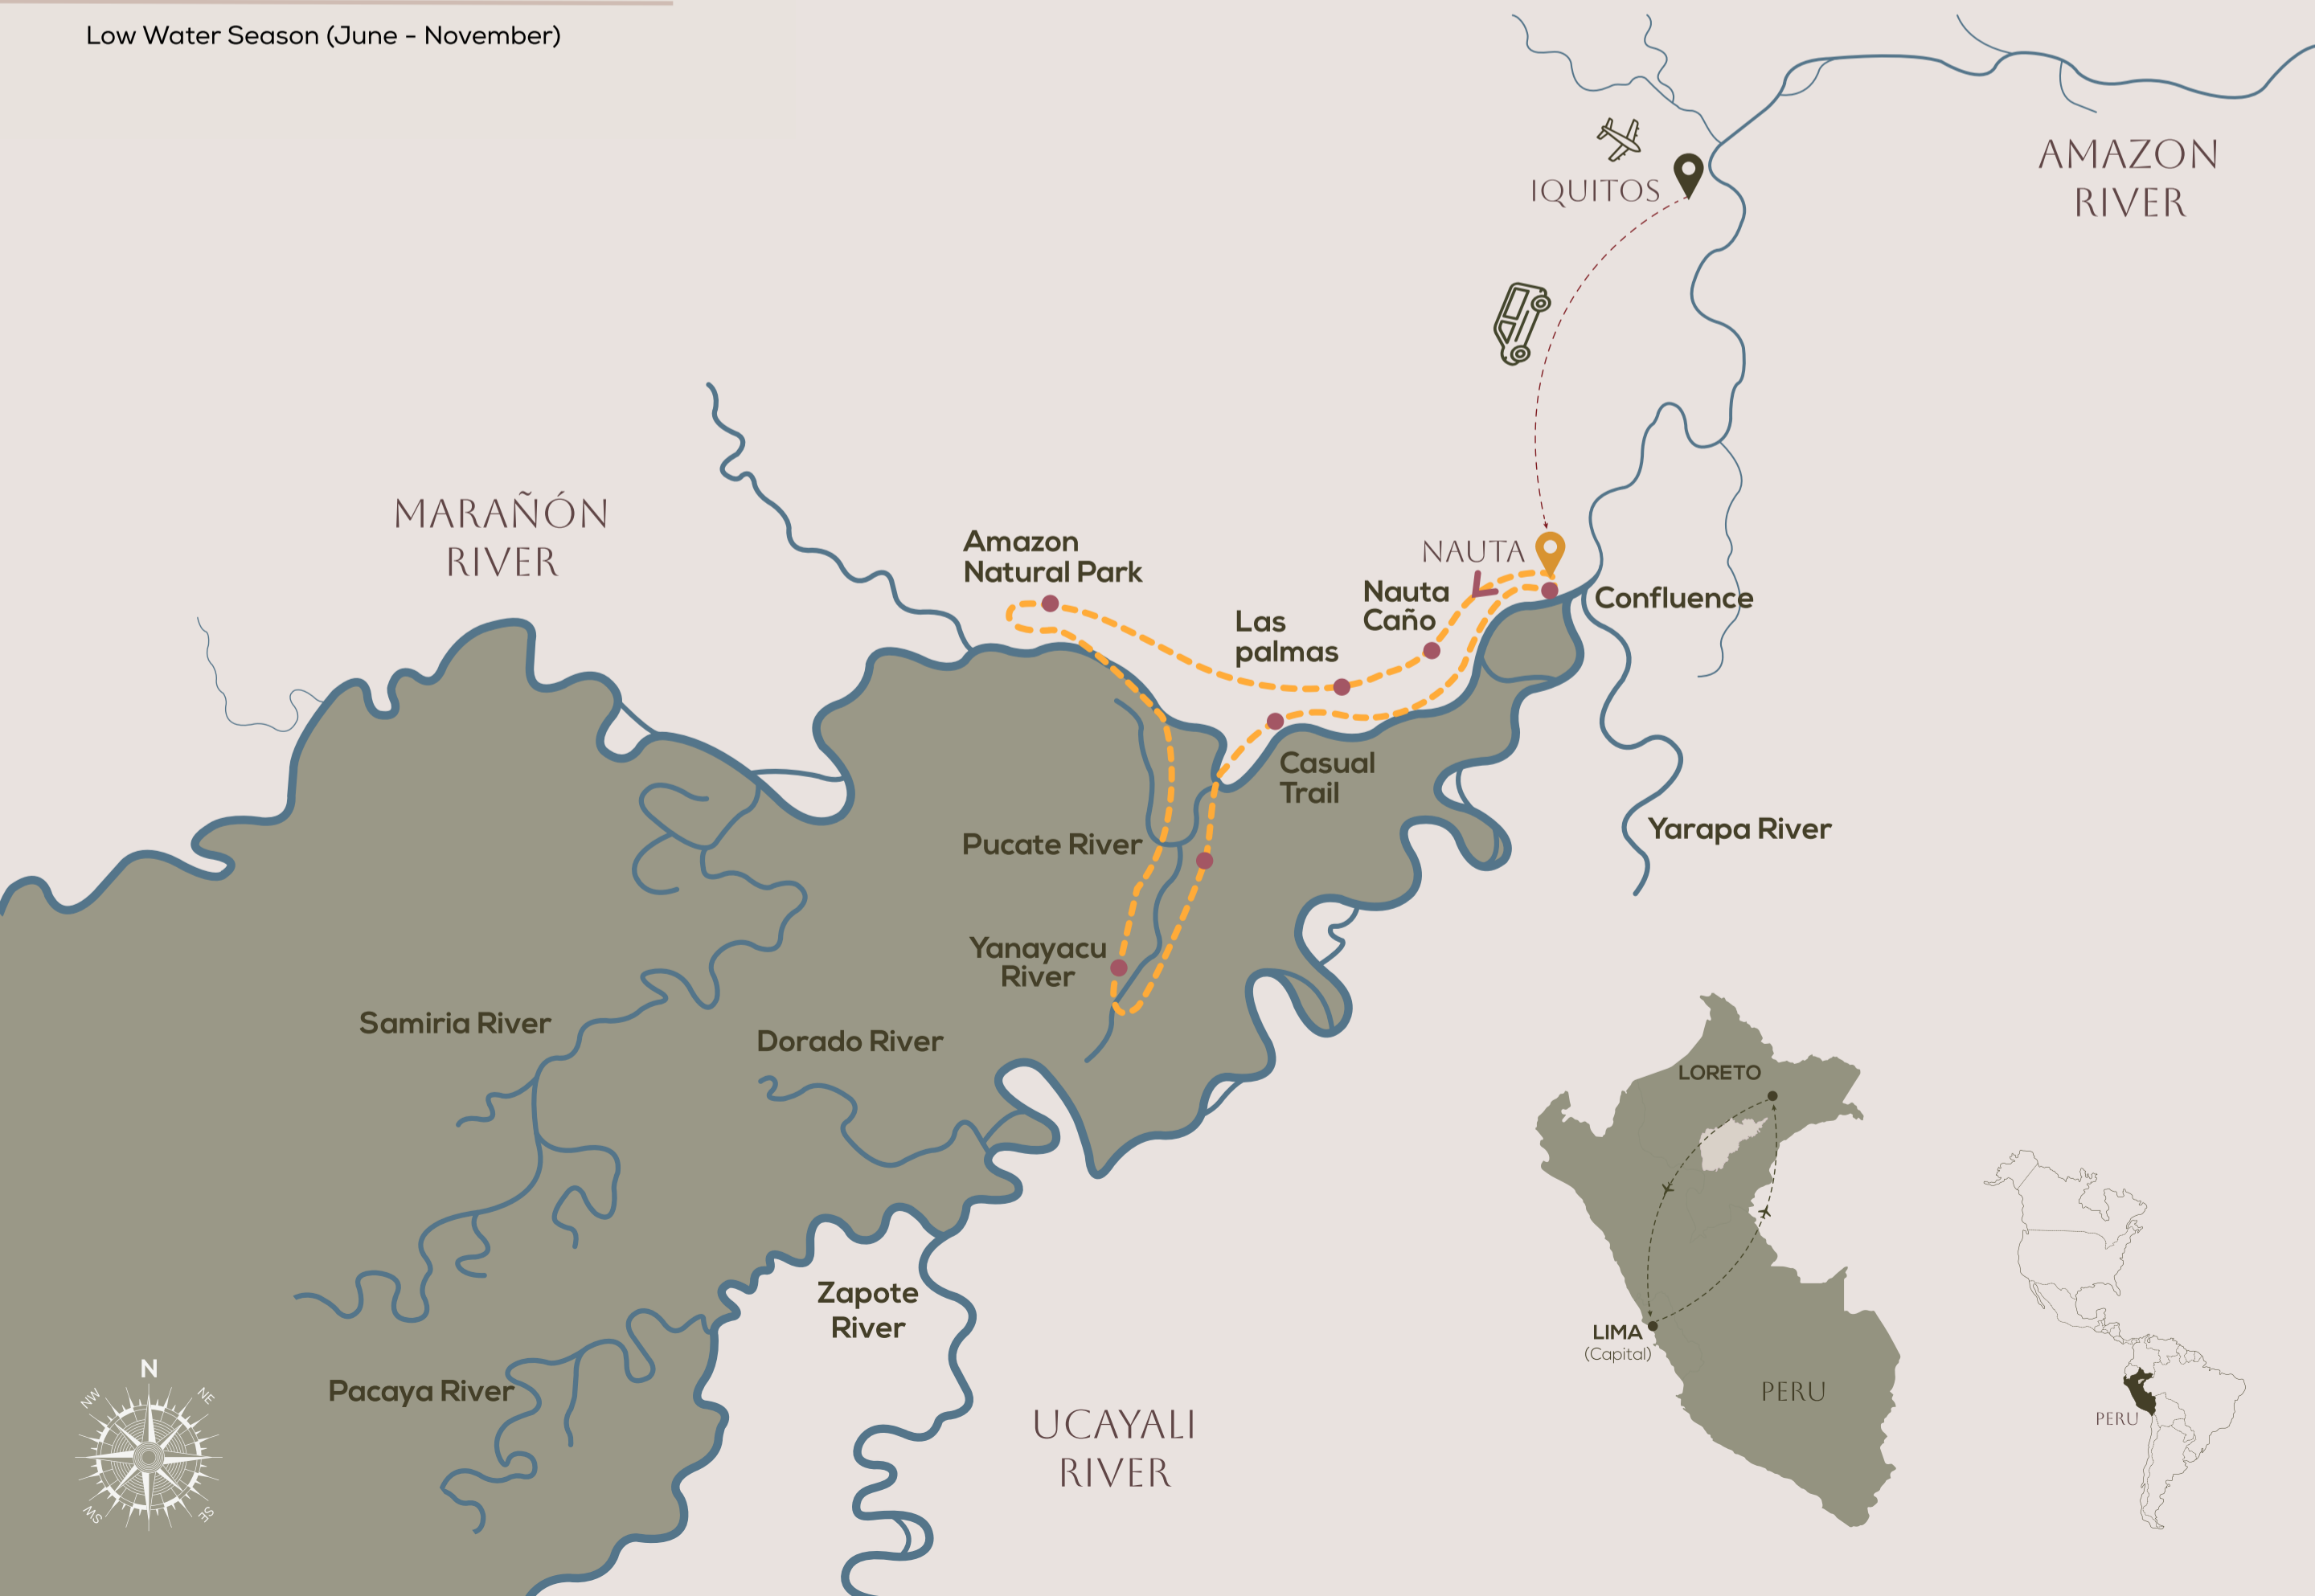 Low Water Season (June - November)
AMAZON
RIVER
IQUITOS
MARAÑÓN
RIVER
Amazon
Natural Park
NAUTA
Nauta
Caño
Confluence
Las
palmas
Casual
Trail
Pucate River
Yarapa River
Yanayacu
River
Samiria River
Dorado River
Zapote
River
Pacaya River
UCAYALI
RIVER
N
NE
SE
SW
NW
LORETO
LIMA
(Capital)
PERU
PERU